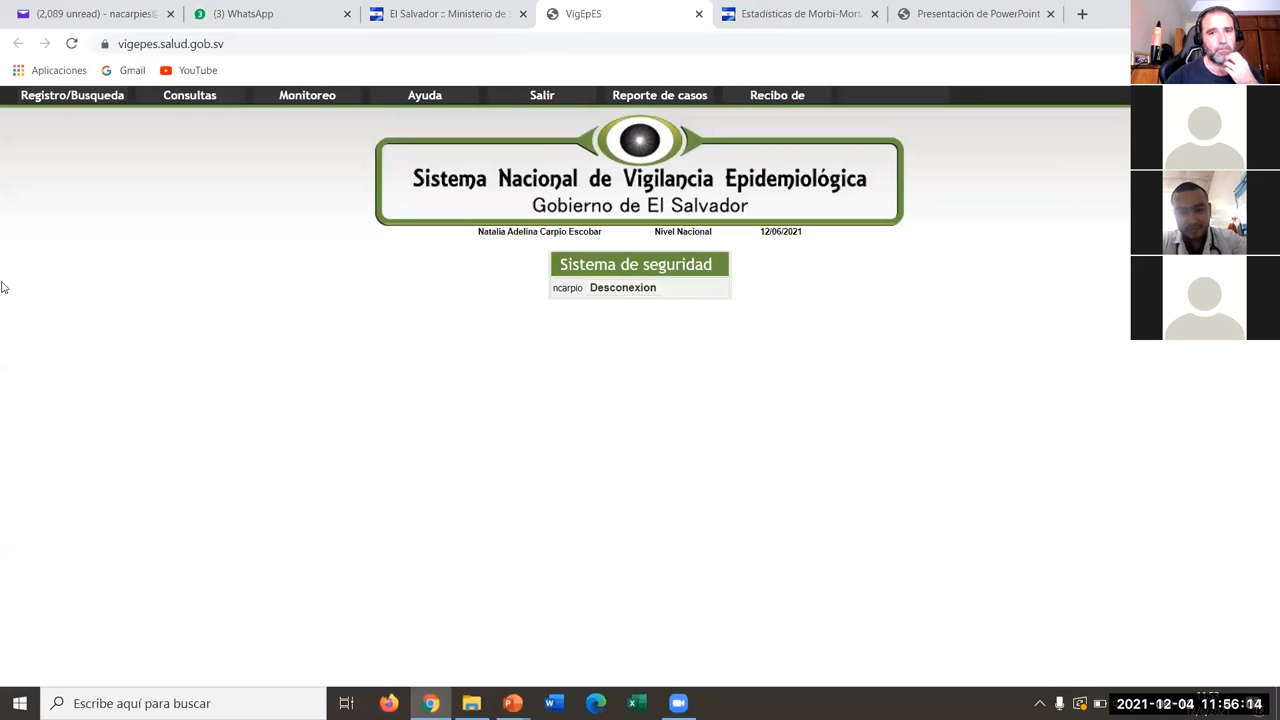 (2,089 unread) - nacarpies@
(3) WhatsApp
El Salvador :: Ministerio de
VigEpES
Estadísticas de Morbi-Mort
Presentación de PowerPoint
vigepes.salud.gob.sv
Aplicaciones
Gmail
YouTube
Registro/Busqueda
Consultas
Monitoreo
Ayuda
Salir
Reporte de casos
Recibo de
Sistema Nacional de Vigilancia Epidemiológica
Gobierno de El Salvador
Natalia Adelina Carpio Escobar Nivel Nacional 12/06/2021
Sistema de seguridad
ncarpio Desconexion
Escribe aquí para buscar
2021-12-04 11:56:14